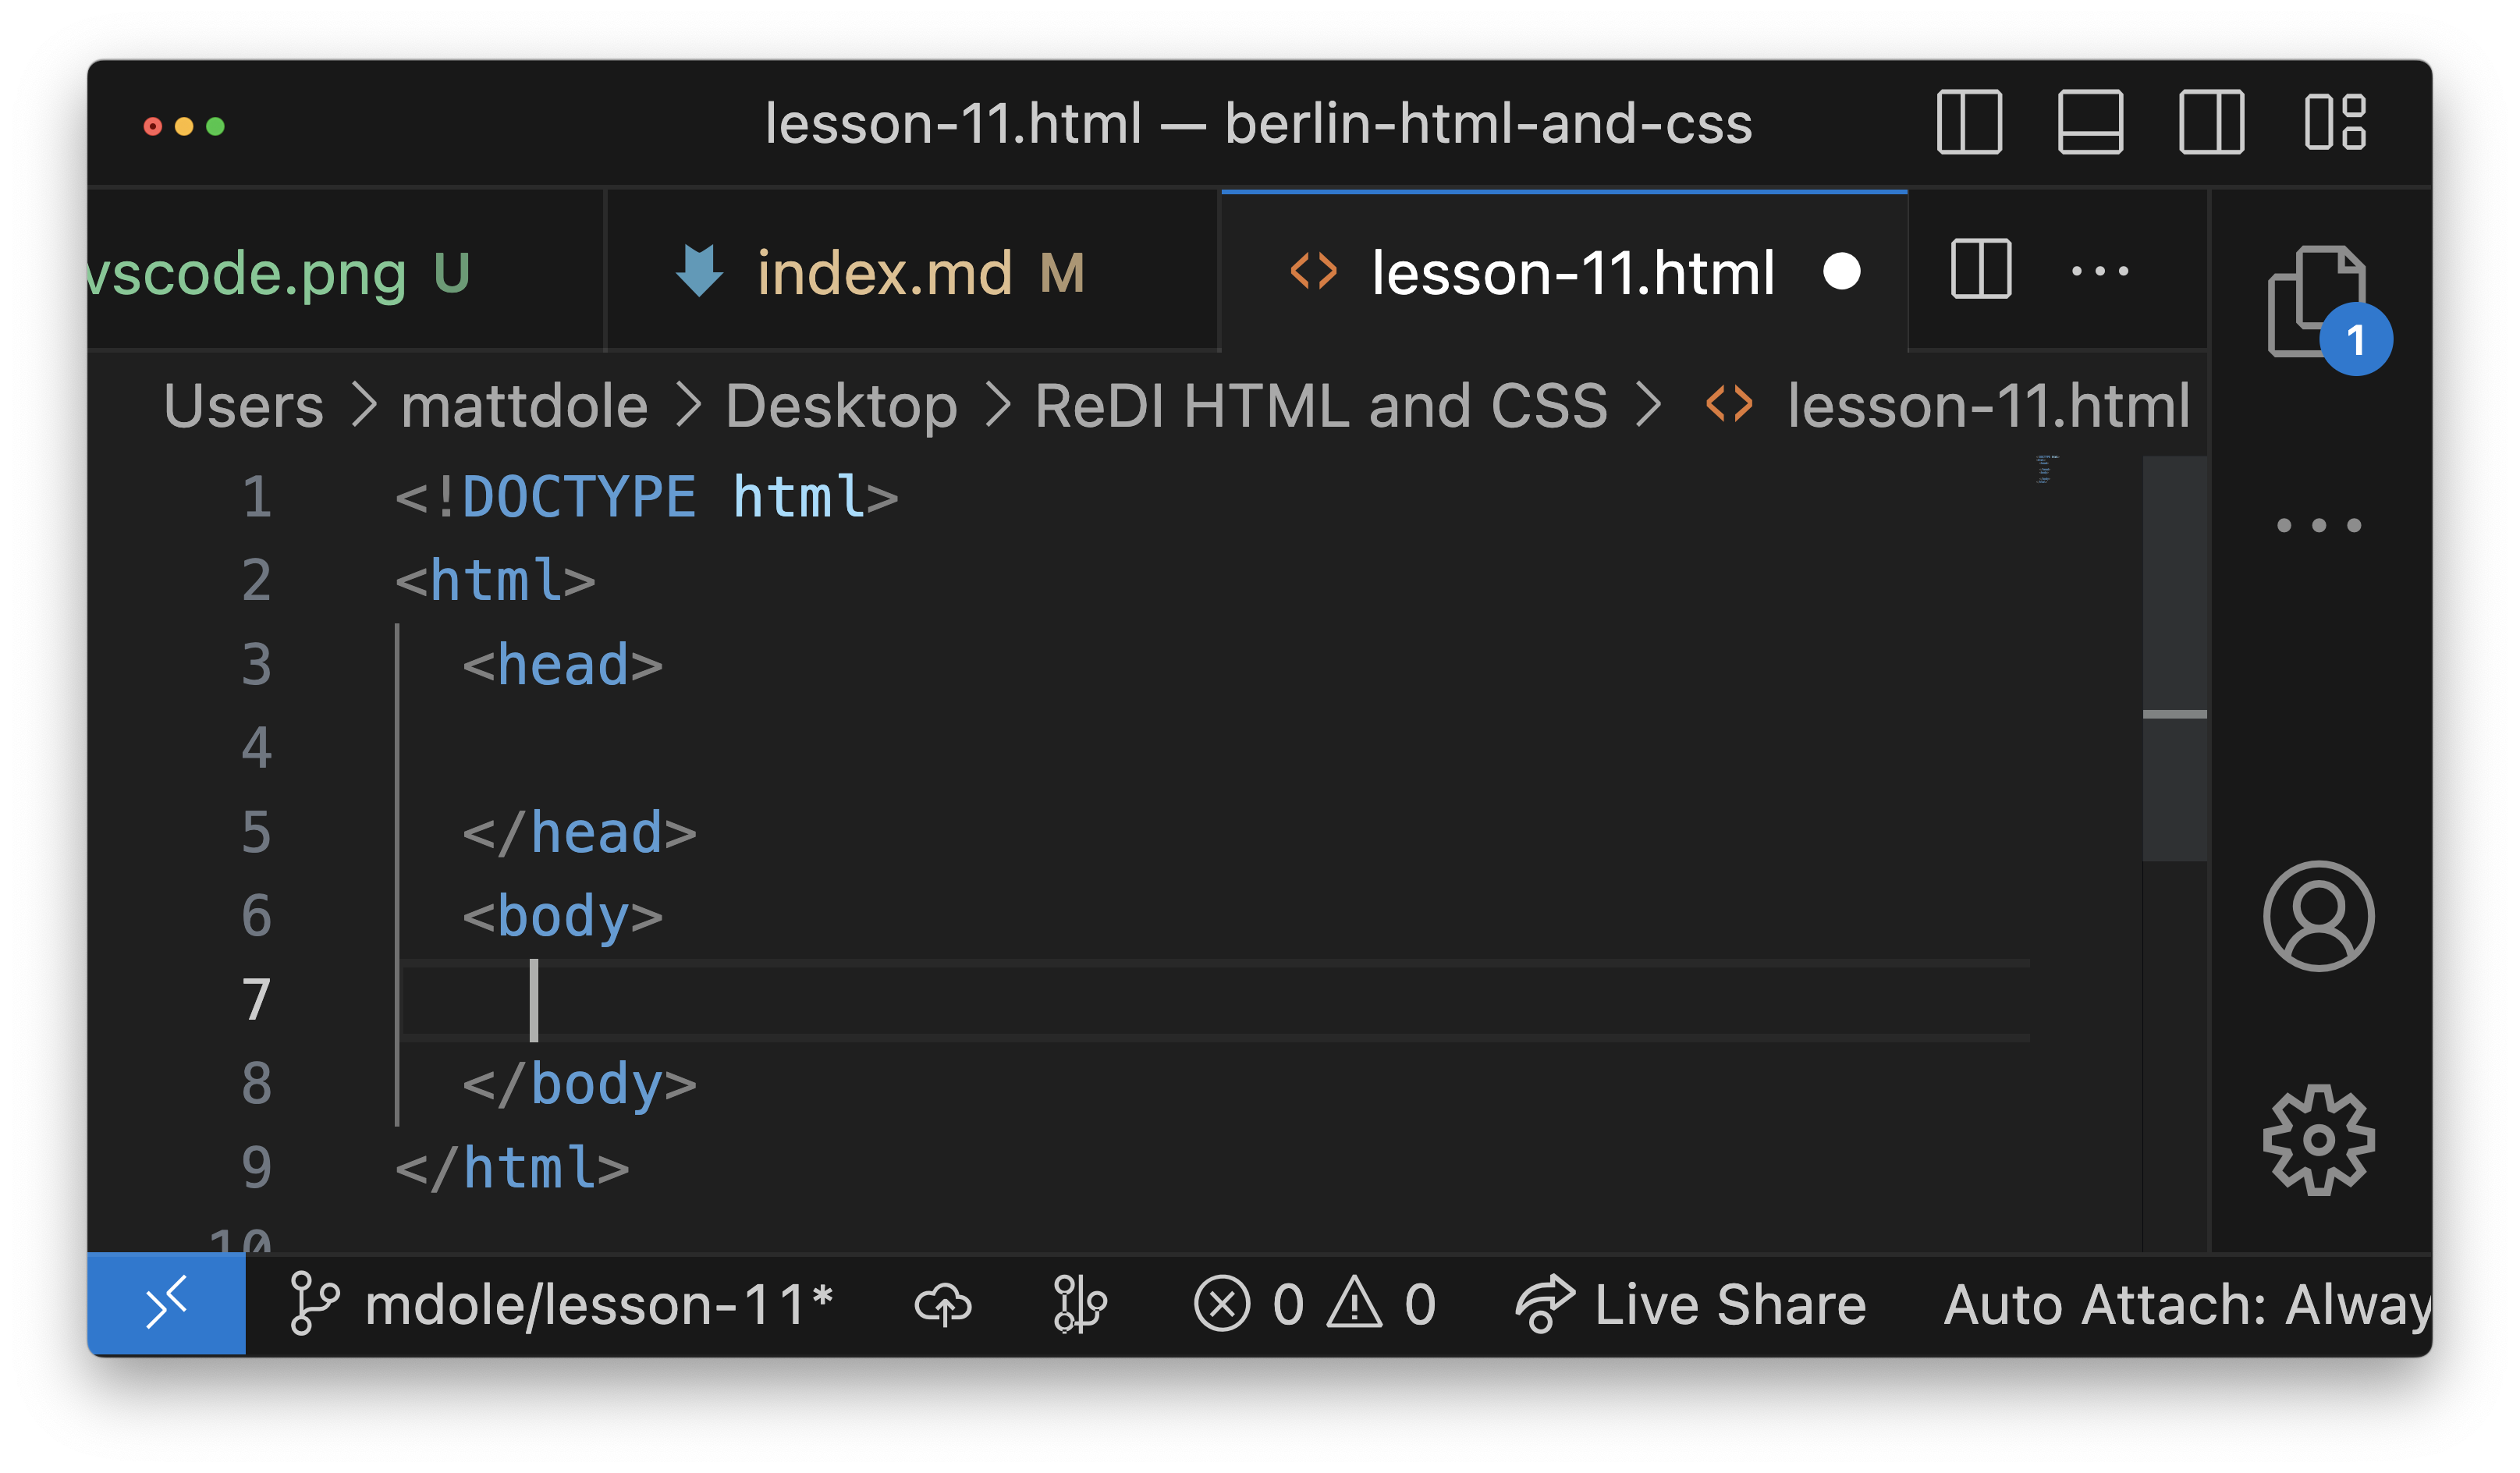 lesson-11.html — berlin-html-and-css
vscode.png U index.md M <> lesson-11.html
1
Users > mattdole > Desktop > ReDI HTML and CSS > <> lesson-11.html
1 <!DOCTYPE html>
2 <html>
3 <head>
4
5 </head>
6 <body>
7
8 </body>
9 </html>
10
mdole/lesson-11* 0 0 Live Share Auto Attach: Alway